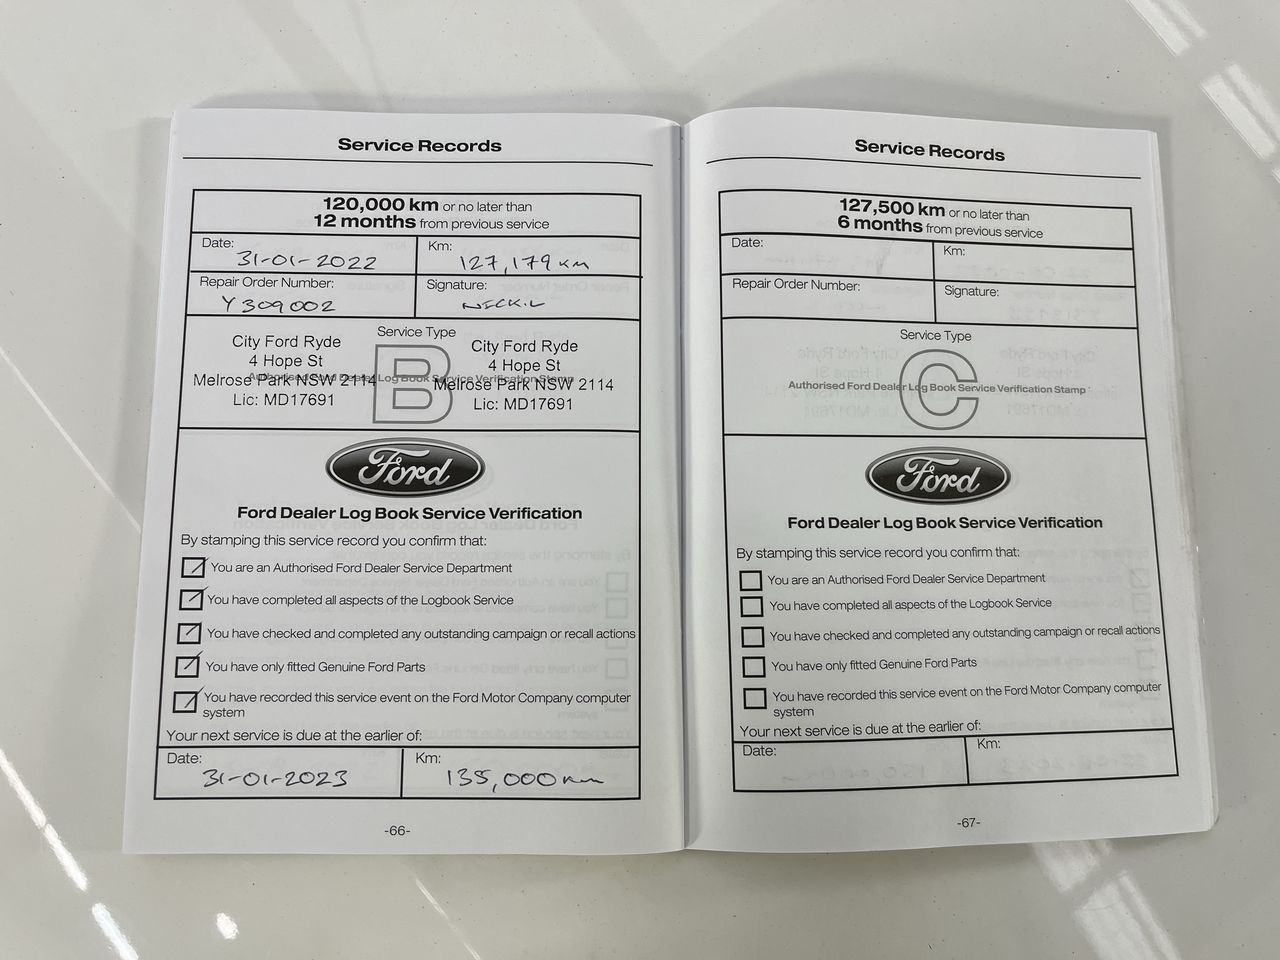 Service Records
120,000 km or no later than
12 months from previous service
Date:
31-01-2022
Km:
127,179 KM
Repair Order Number:
Y309002
Signature:
NICK.L
Service Type
B
Authorised Ford Dealer Log Book Service Verification Stamp
City Ford Ryde
4 Hope St
Melrose Park NSW 2114
Lic: MD17691
City Ford Ryde
4 Hope St
Melrose Park NSW 2114
Lic: MD17691
Ford
Ford Dealer Log Book Service Verification
By stamping this service record you confirm that:
You are an Authorised Ford Dealer Service Department
You have completed all aspects of the Logbook Service
You have checked and completed any outstanding campaign or recall actions
You have only fitted Genuine Ford Parts
You have recorded this service event on the Ford Motor Company computer
system
Your next service is due at the earlier of:
Date:
31-01-2023
Km:
135,000 km
-66-
Service Records
127,500 km or no later than
6 months from previous service
Date:
Km:
Repair Order Number:
Signature:
Service Type
C
Authorised Ford Dealer Log Book Service Verification Stamp
Ford
Ford Dealer Log Book Service Verification
By stamping this service record you confirm that:
You are an Authorised Ford Dealer Service Department
You have completed all aspects of the Logbook Service
You have checked and completed any outstanding campaign or recall actions
You have only fitted Genuine Ford Parts
You have recorded this service event on the Ford Motor Company computer
system
Your next service is due at the earlier of:
Date:
Km:
-67-